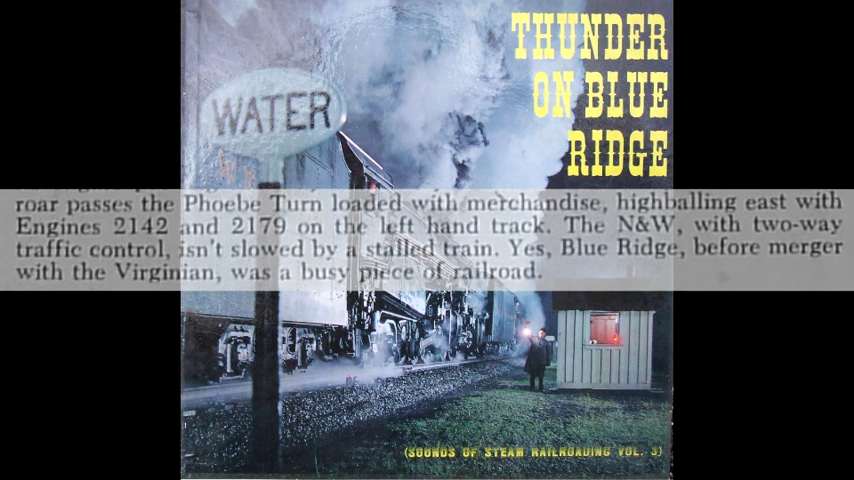 THUNDER
ON BLUE
RIDGE
WATER
roar passes the Phoebe Turn loaded with merchandise, highballing east with
Engines 2142 and 2179 on the left hand track. The N&W, with two-way
traffic control, isn't slowed by a stalled train. Yes, Blue Ridge, before merger
with the Virginian, was a busy piece of railroad.
(SOUNDS OF STEAM RAILROADING VOL. 3)